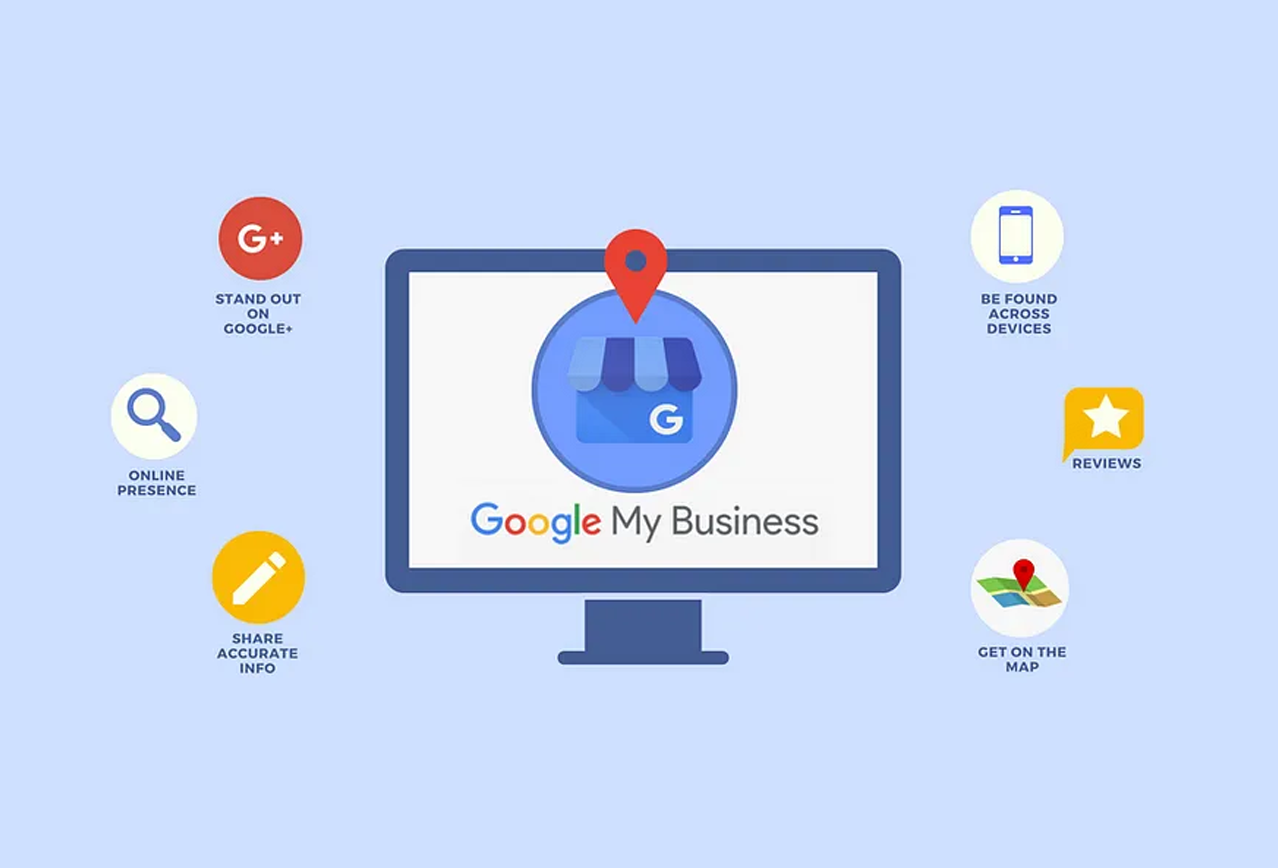 G+
STAND OUT
ON
GOOGLE+
ONLINE
PRESENCE
SHARE
ACCURATE
INFO
G
Google My Business
BE FOUND
ACROSS
DEVICES
REVIEWS
GET ON THE
MAP